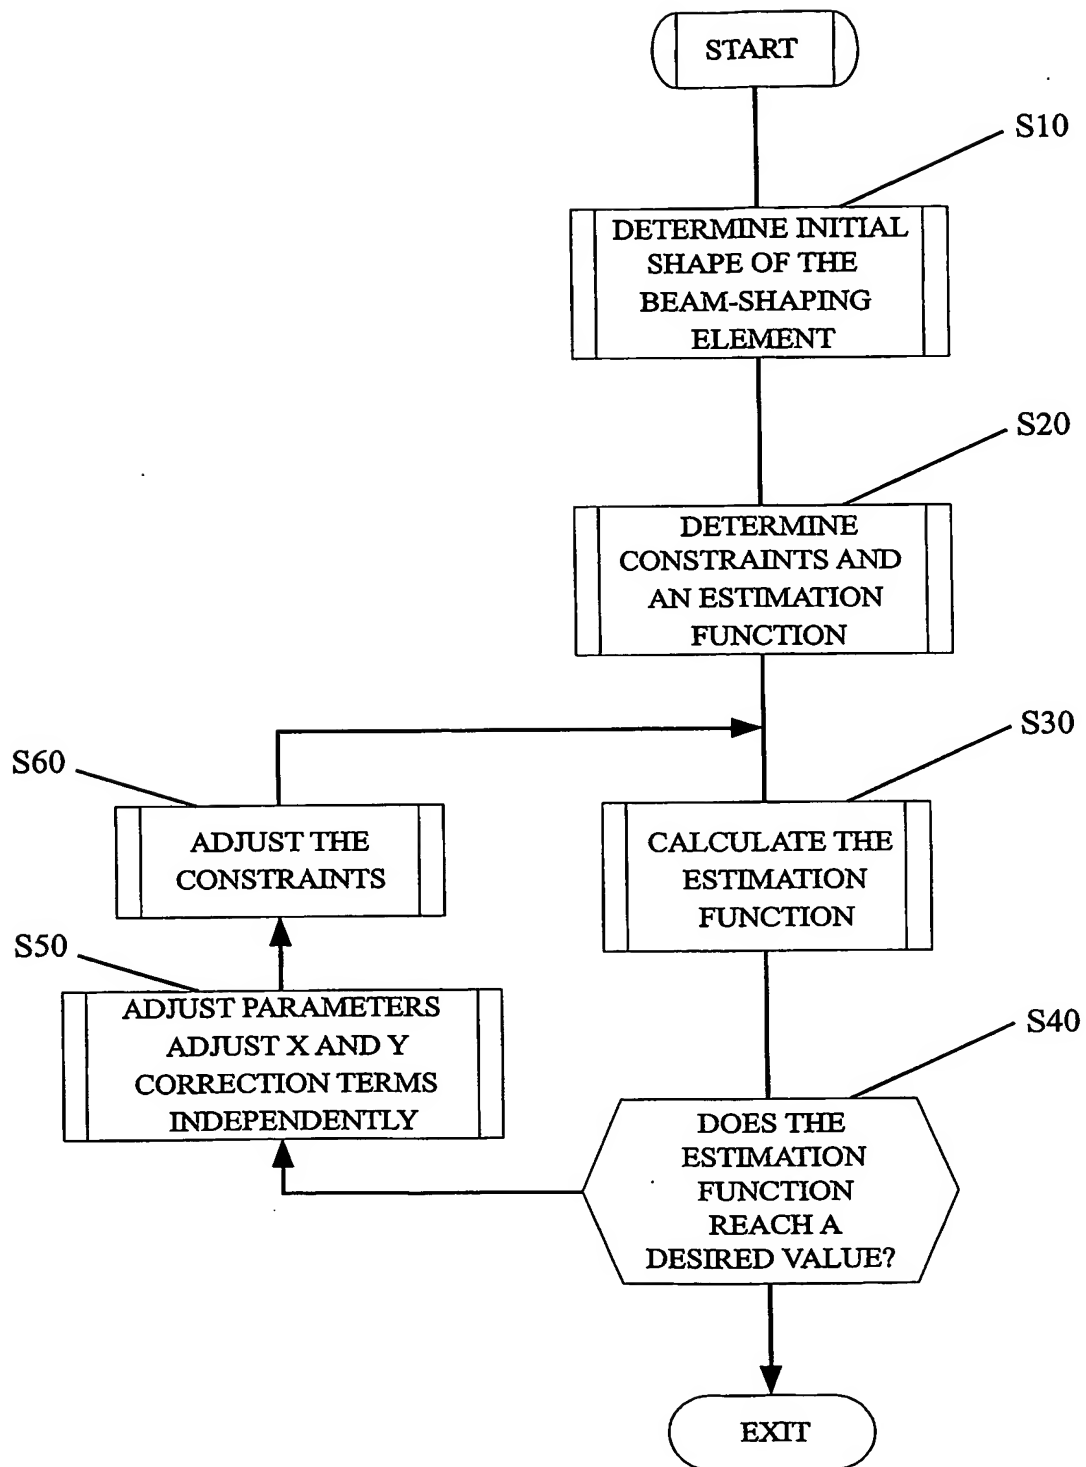 START
S10
DETERMINE INITIAL
SHAPE OF THE
BEAM-SHAPING
ELEMENT
S20
DETERMINE
CONSTRAINTS AND
AN ESTIMATION
FUNCTION
S30
CALCULATE THE
ESTIMATION
FUNCTION
S40
DOES THE
ESTIMATION
FUNCTION
REACH A
DESIRED VALUE?
S50
ADJUST PARAMETERS
ADJUST X AND Y
CORRECTION TERMS
INDEPENDENTLY
S60
ADJUST THE
CONSTRAINTS
EXIT